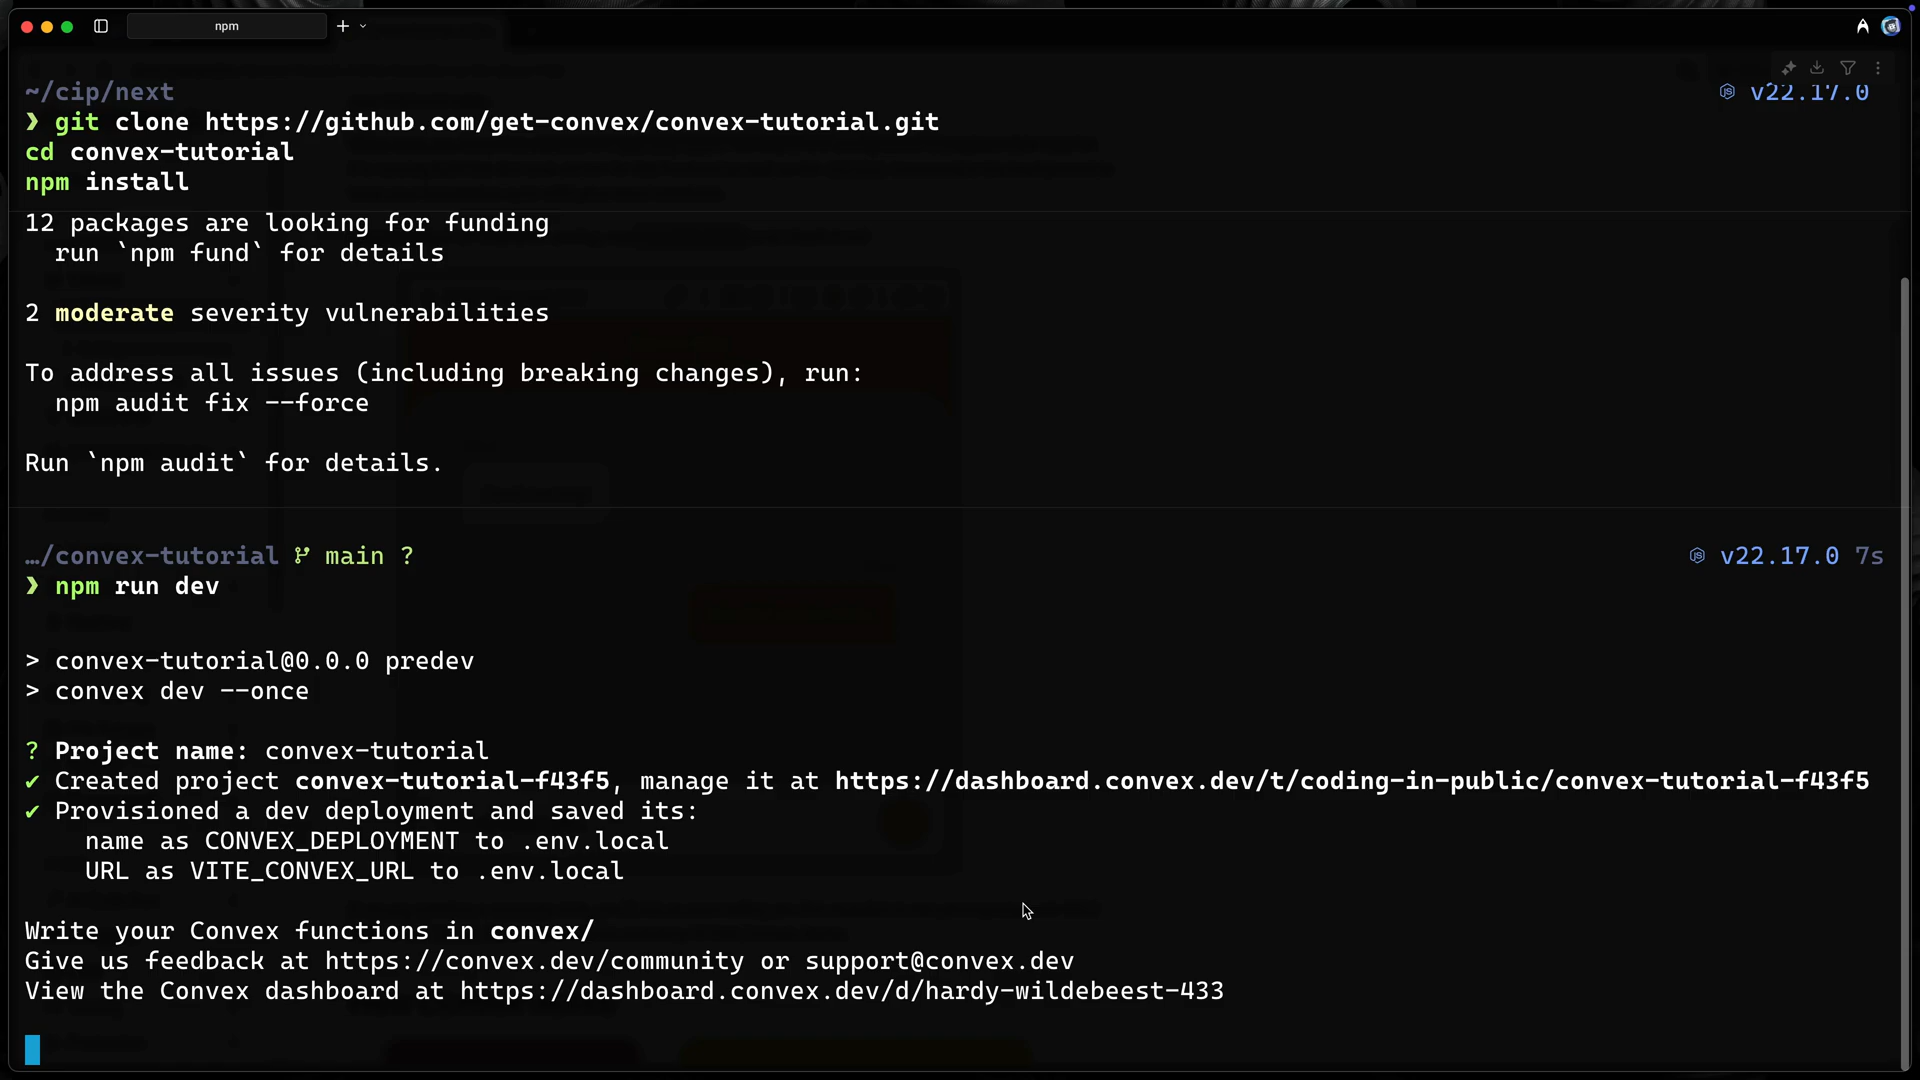 npm
~/cip/next
v22.17.0
❯ git clone https://github.com/get-convex/convex-tutorial.git
cd convex-tutorial
npm install
12 packages are looking for funding
  run `npm fund` for details
2 moderate severity vulnerabilities
To address all issues (including breaking changes), run:
  npm audit fix --force
Run `npm audit` for details.
…/convex-tutorial main ?
v22.17.0 7s
❯ npm run dev
> convex-tutorial@0.0.0 predev
> convex dev --once
? Project name: convex-tutorial
✔ Created project convex-tutorial-f43f5, manage it at https://dashboard.convex.dev/t/coding-in-public/convex-tutorial-f43f5
✔ Provisioned a dev deployment and saved its:
    name as CONVEX_DEPLOYMENT to .env.local
    URL as VITE_CONVEX_URL to .env.local
Write your Convex functions in convex/
Give us feedback at https://convex.dev/community or support@convex.dev
View the Convex dashboard at https://dashboard.convex.dev/d/hardy-wildebeest-433